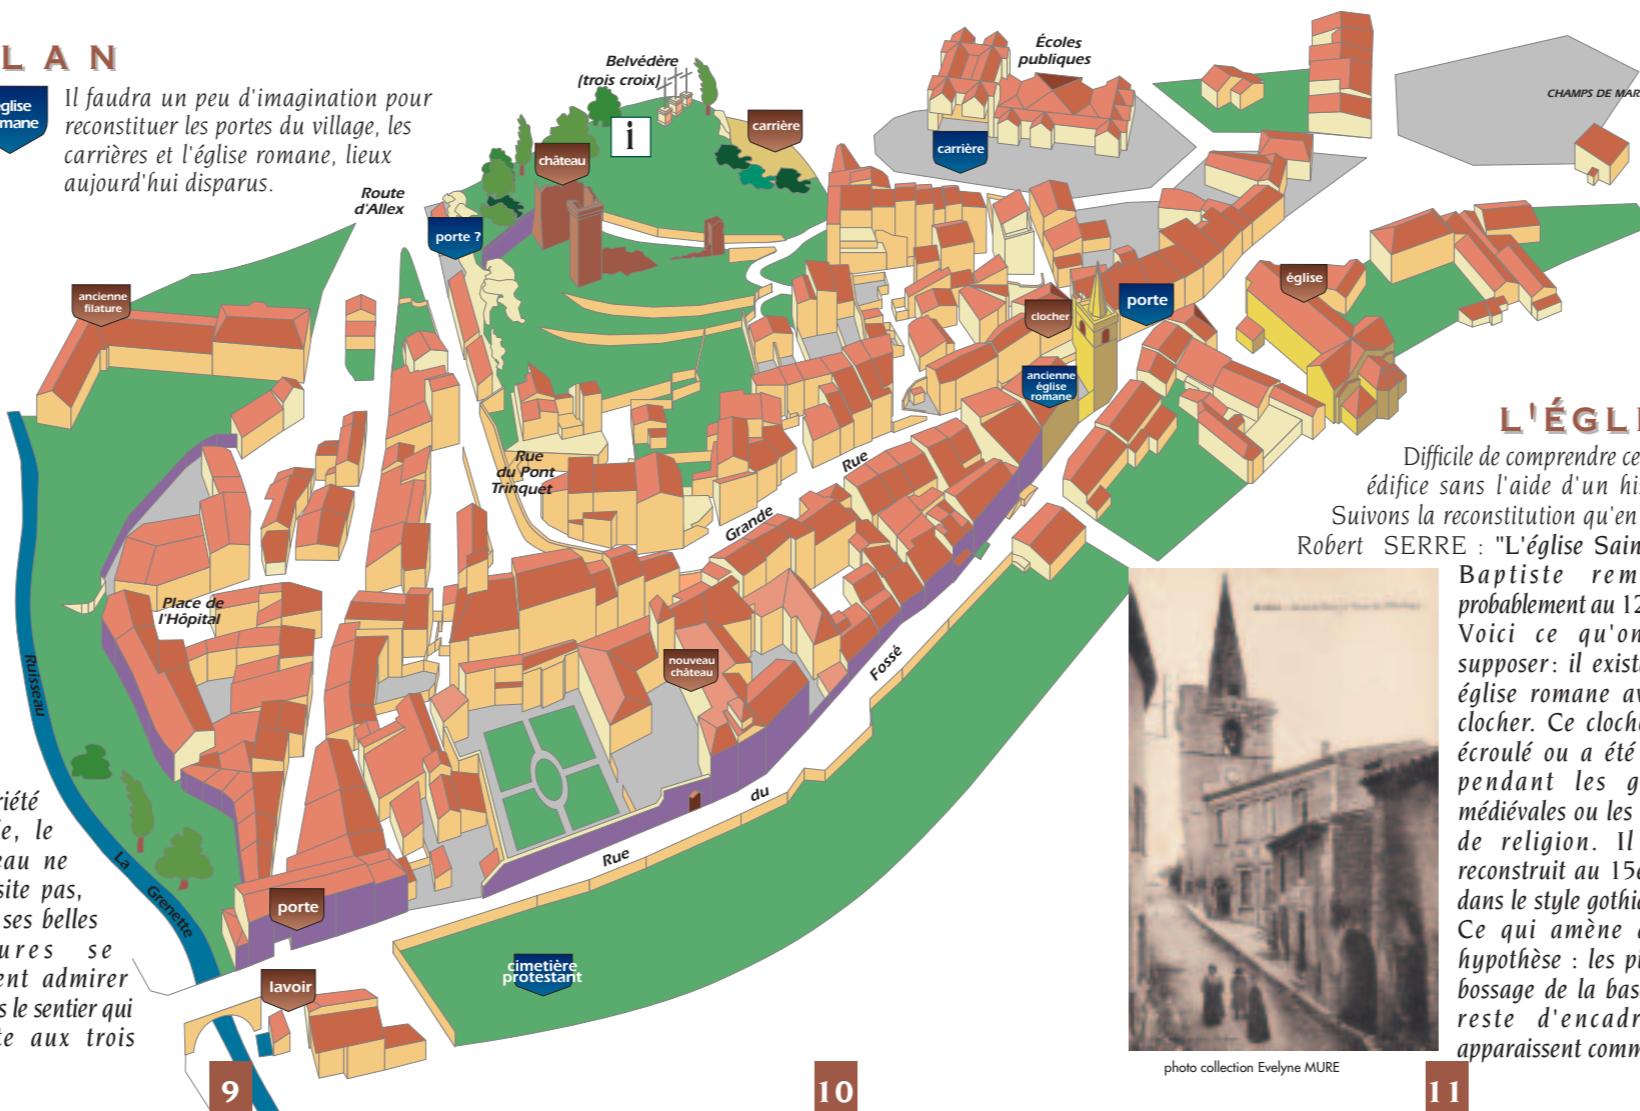 LAN
église
romane
Il faudra un peu d'imagination pour
reconstituer les portes du village, les
carrières et l'église romane, lieux
aujourd'hui disparus.
Route
d'Allex
Belvédère
(trois croix)
i
château
carrière
Écoles
publiques
carrière
CHAMPS DE MAR
porte ?
ancienne
filature
clocher
porte
église
ancienne
église
romane
Rue
du Pont
Trinquet
Grande
Rue
Place de
l'Hôpital
nouveau
château
Ruisseau
La
Grenette
Rue
du
Fossé
porte
lavoir
cimetière
protestant
riété
e, le
eau ne
site pas,
ses belles
ures se
ent admirer
s le sentier qui
te aux trois
L'ÉGLI
Difficile de comprendre ce
édifice sans l'aide d'un his
Suivons la reconstitution qu'en
Robert SERRE : "L'église Sain
Baptiste rem
probablement au 12
Voici ce qu'on
supposer: il exista
église romane av
clocher. Ce cloche
écroulé ou a été
pendant les g
médiévales ou les
de religion. Il
reconstruit au 15e
dans le style gothiq
Ce qui amène à
hypothèse : les pi
bossage de la bas
reste d'encadr
apparaissent comm
photo collection Evelyne MURE
9
10
11